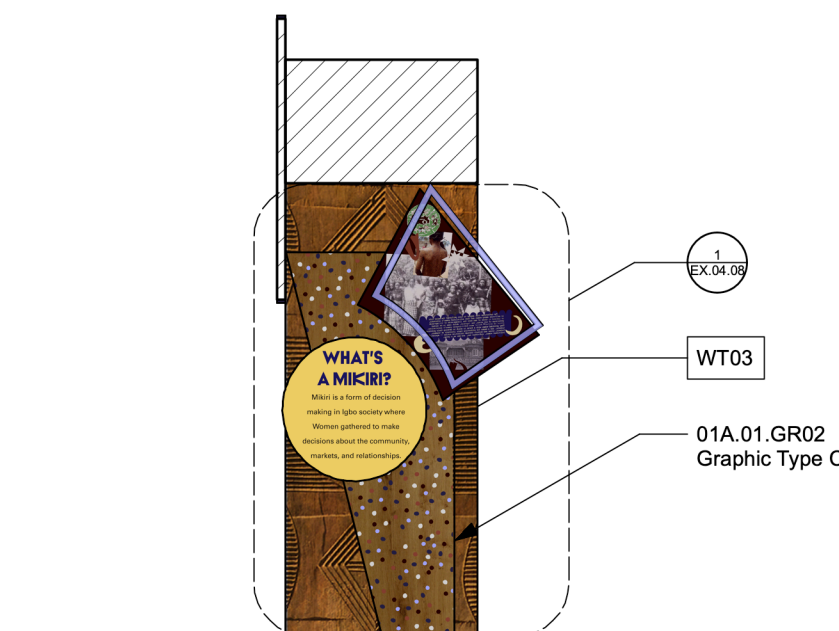 1
EX.04.08
WHAT'S
A MIKIRI?
Mikiri is a form of decision
making in Igbo society where
Women gathered to make
decisions about the community,
markets, and relationships.
WT03
01A.01.GR02
Graphic Type